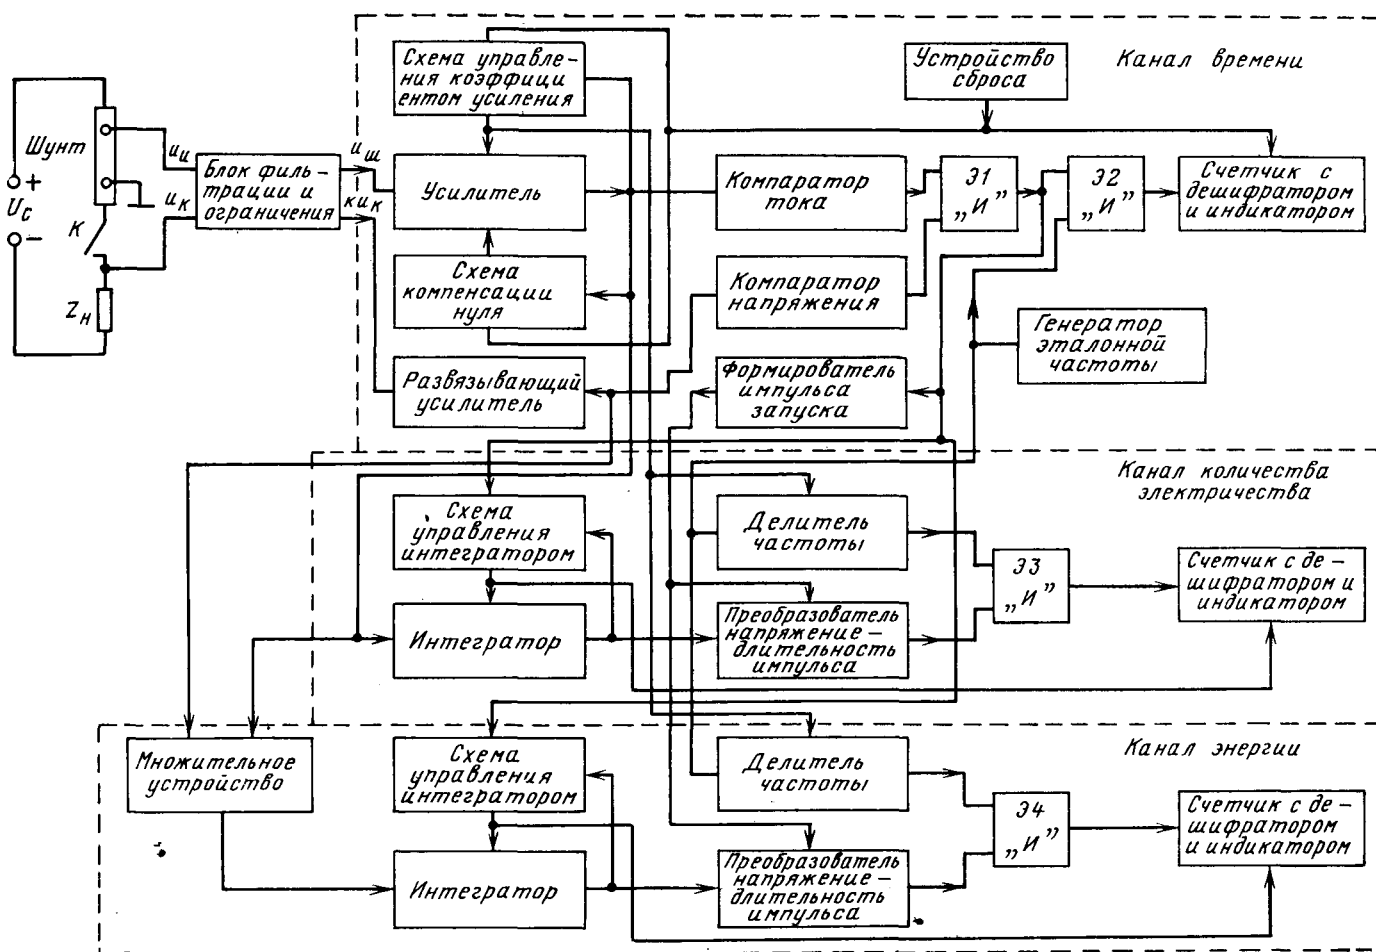 Схема управле-
ния коэффици
ентом усиления
Устройство
сброса
Канал времени
Шунт
+
Uс
−
К
Zн
uи
uк
Блок филь-
трации и
ограничения
uш
кuк
Усилитель
Компаратор
тока
Э1
„И”
Э2
„И”
Счетчик с
дешифратором
и индикатором
Схема
компенсации
нуля
Компаратор
напряжения
Генератор
эталонной
частоты
Развязывающий
усилитель
Формирователь
импульса
запуска
Канал количества
электричества
Схема
управления
интегратором
Делитель
частоты
Э3
„И”
Счетчик с де-
шифратором и
индикатором
Интегратор
Преобразователь
напряжение-
длительность
импульса
Канал энергии
Множительное
устройство
Схема
управления
интегратором
Делитель
частоты
Э4
„И”
Счетчик с де-
шифратором
и индикатором
Интегратор
Преобразователь
напряжение-
длительность
импульса